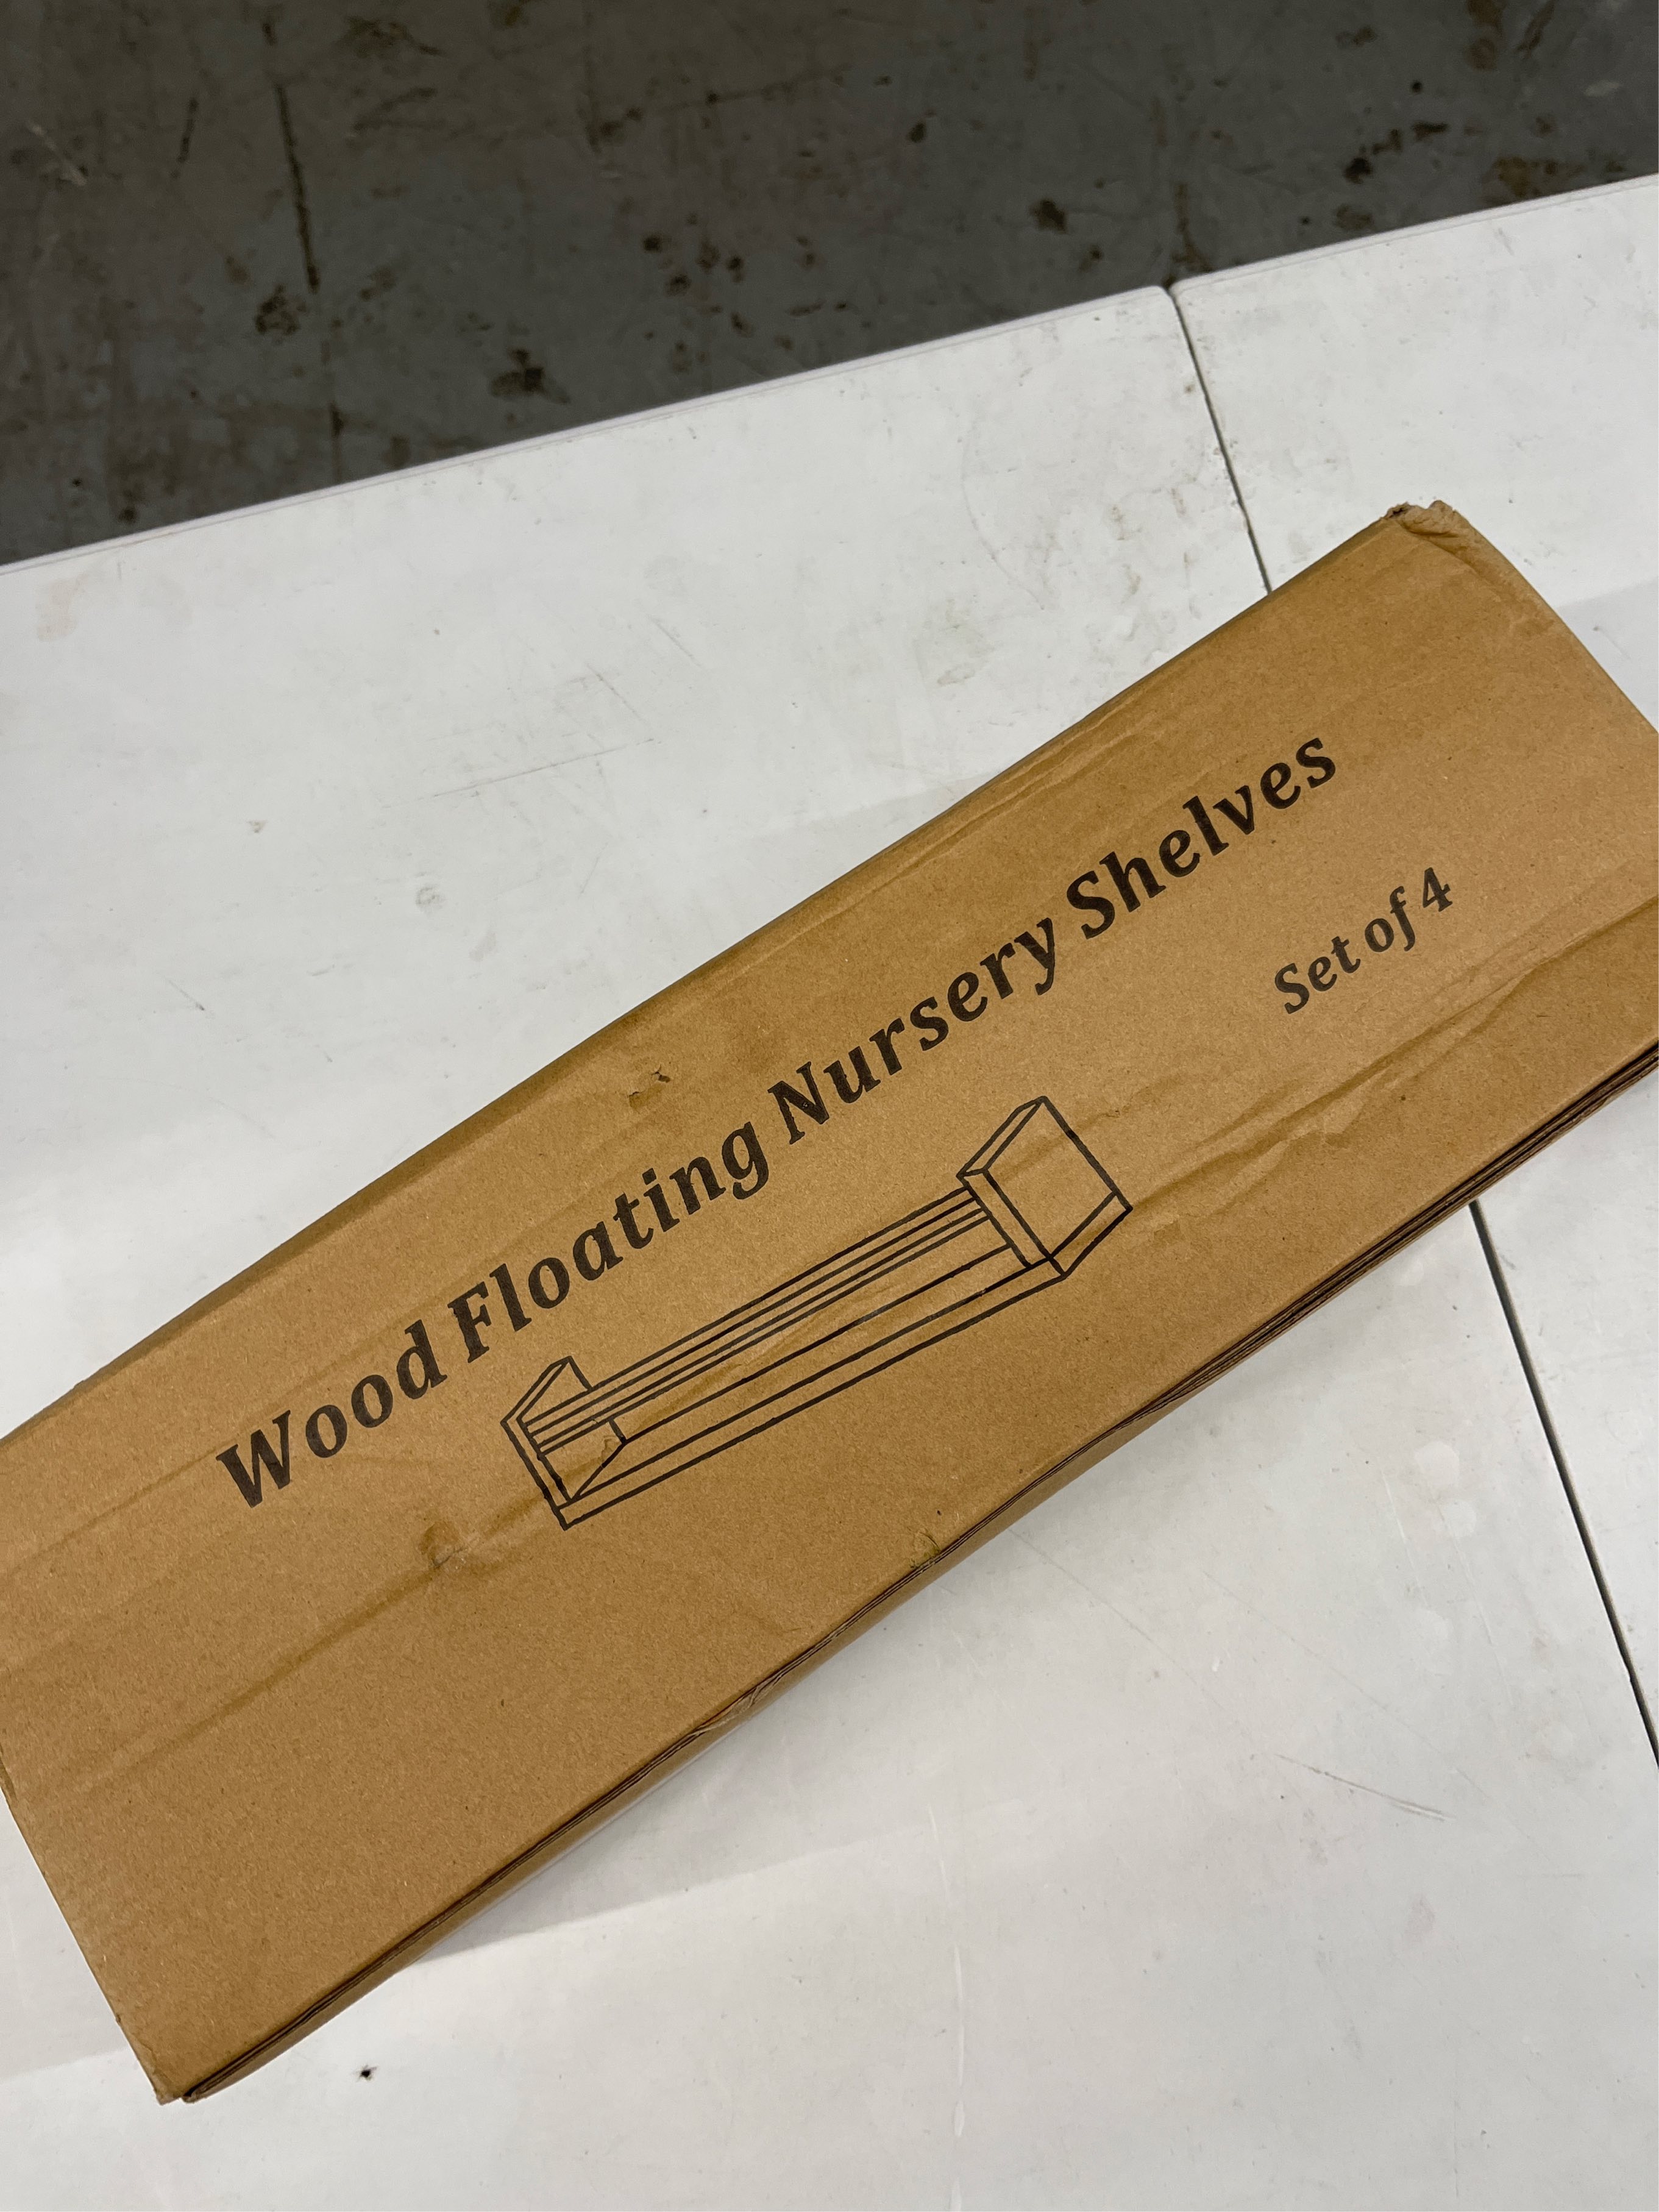 Wood Floating Nursery Shelves
Set of 4